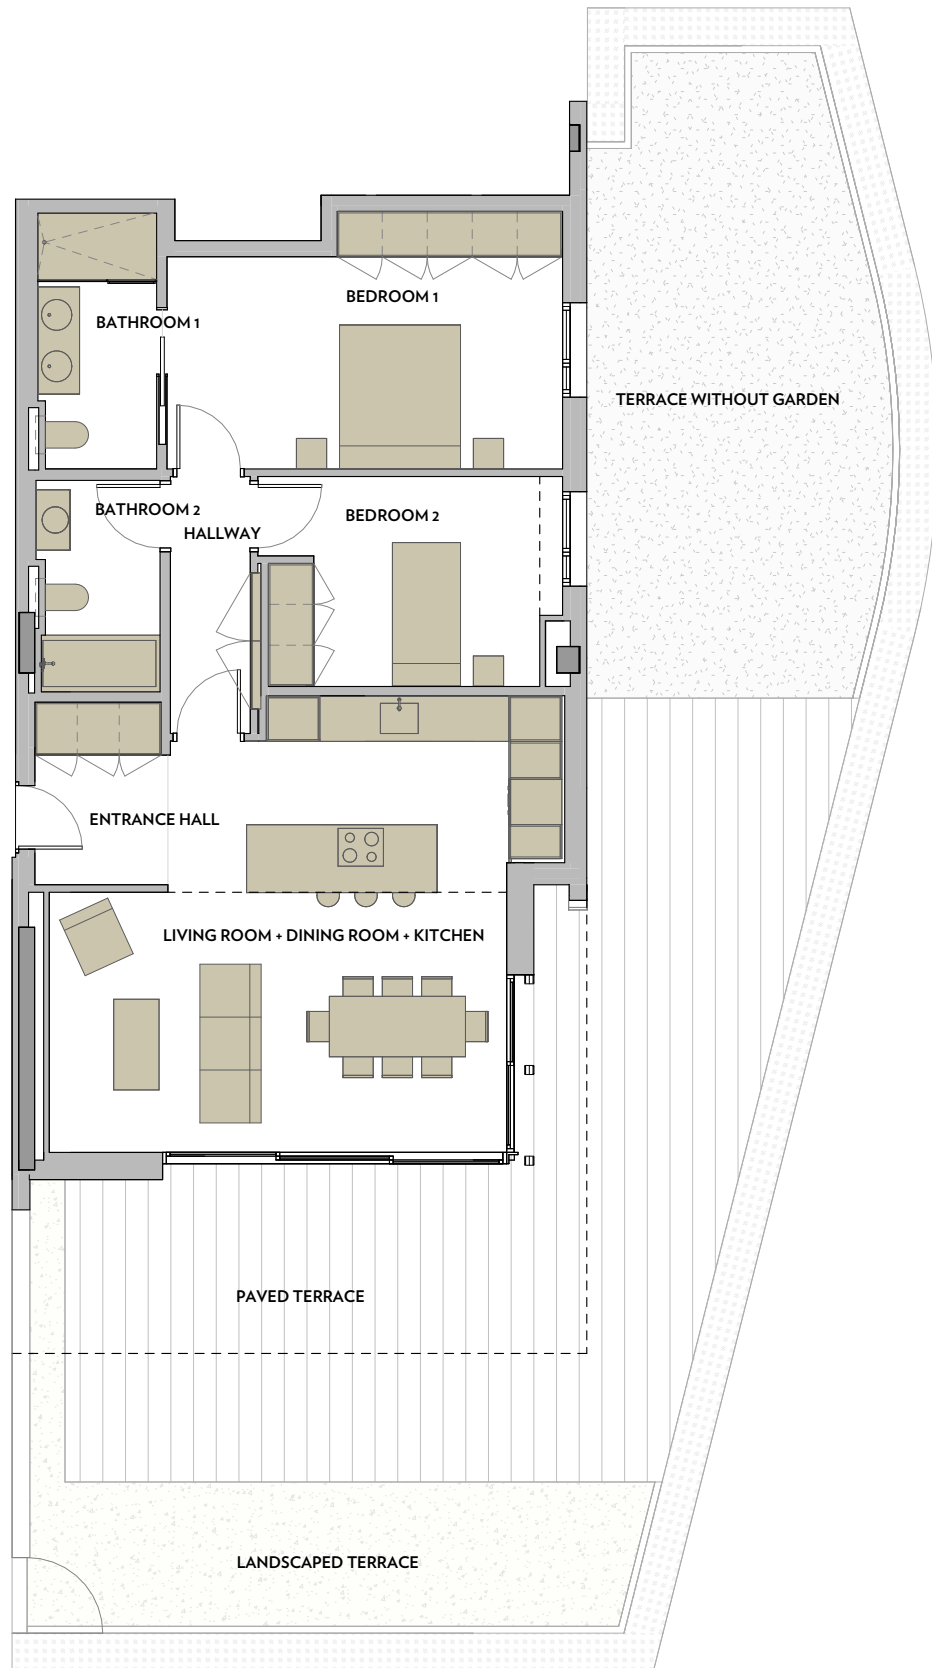 BEDROOM 1
BATHROOM 1
TERRACE WITHOUT GARDEN
BATHROOM 2
BEDROOM 2
HALLWAY
ENTRANCE HALL
LIVING ROOM + DINING ROOM + KITCHEN
PAVED TERRACE
LANDSCAPED TERRACE